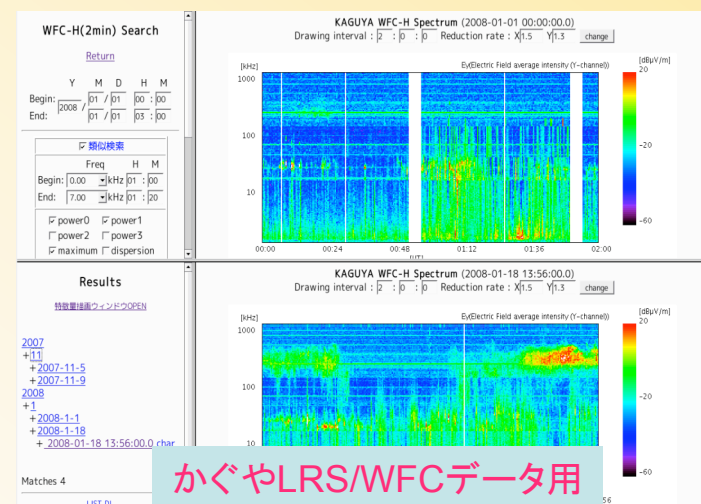 WFC-H(2min) Search
Return
Y M D H M
Begin: 2008 / 01 / 01 00 : 00
End: 01 / 01 03 : 00
類似検索
Freq H M
Begin: 0.00 kHz 01 : 00
End: 7.00 kHz 01 : 20
power0 power1
power2 power3
maximum dispersion
KAGUYA WFC-H Spectrum (2008-01-01 00:00:00.0)
Drawing interval : 2 : 0 : 0 Reduction rate : X 1.5 Y 1.3 change
[kHz] Ey(Electric Field average intensity (Y-channel)) [dBμV/m]
1000
100
10
20
-20
-60
00:00 00:24 00:48 01:12 01:36 02:00
[UT]
Results
特徴量描画ウィンドウOPEN
2007
+11
+2007-11-5
+2007-11-9
2008
+1
+2008-1-1
+2008-1-18
+ 2008-01-18 13:56:00.0 char
Matches 4
KAGUYA WFC-H Spectrum (2008-01-18 13:56:00.0)
Drawing interval : 2 : 0 : 0 Reduction rate : X 1.5 Y 1.3 change
[kHz] Ey(Electric Field average intensity (Y-channel)) [dBμV/m]
1000
100
10
20
-20
-60
56
かぐやLRS/WFCデータ用